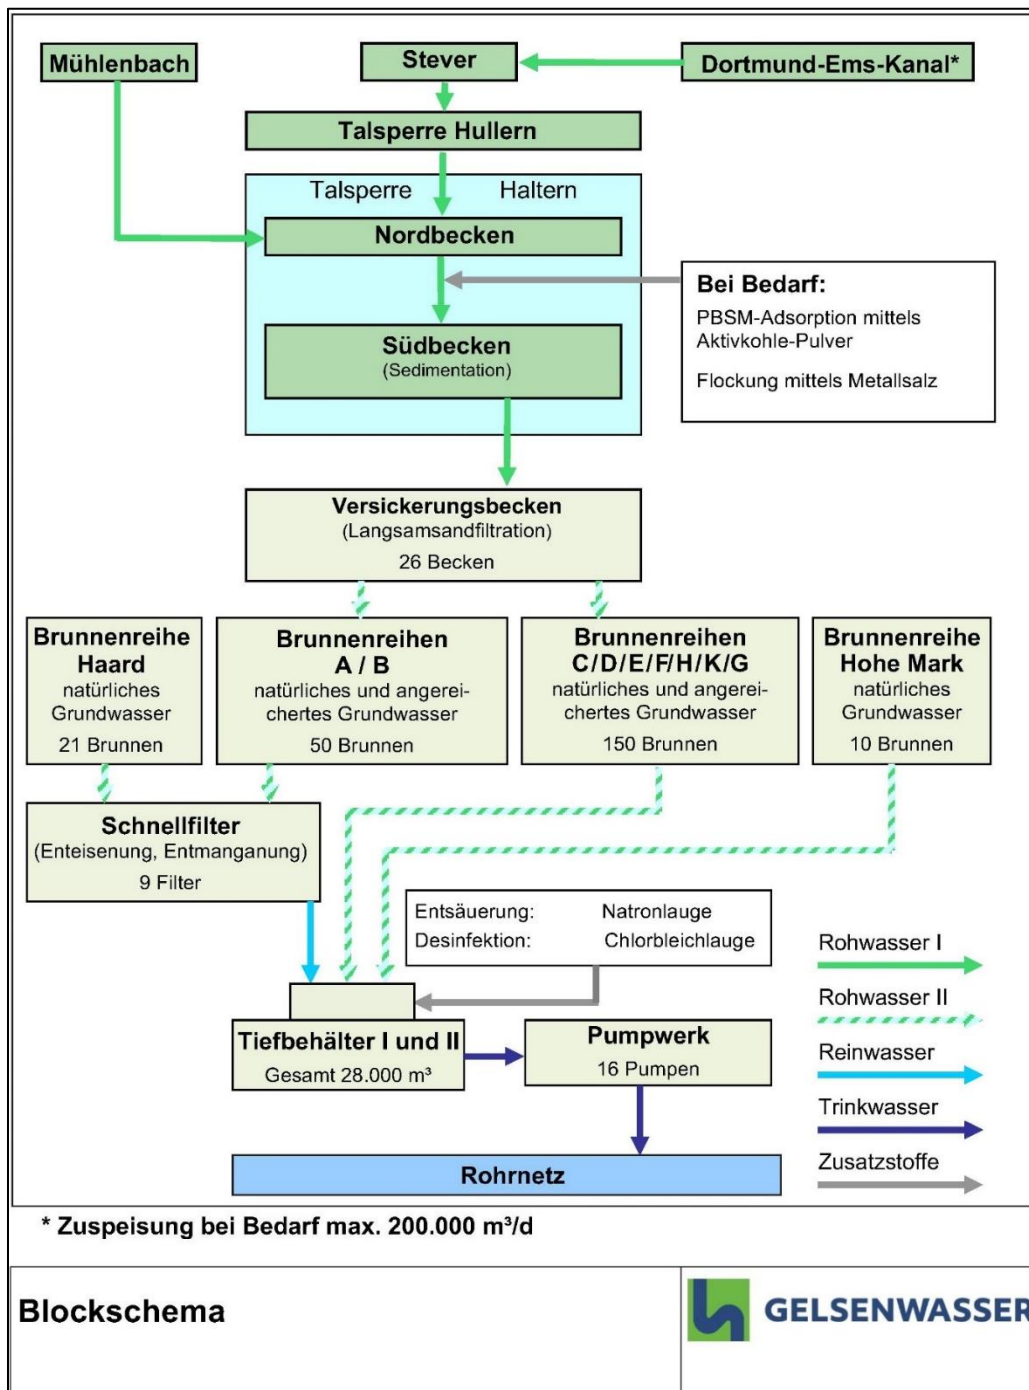 Mühlenbach
Stever
Dortmund-Ems-Kanal*
Talsperre Hullern
Talsperre Haltern
Nordbecken
Südbecken
(Sedimentation)
Bei Bedarf:
PBSM-Adsorption mittels
Aktivkohle-Pulver
Flockung mittels Metallsalz
Versickerungsbecken
(Langsamsandfiltration)
26 Becken
Brunnenreihe
Haard
natürliches
Grundwasser
21 Brunnen
Brunnenreihen
A / B
natürliches und angerei-
chertes Grundwasser
50 Brunnen
Brunnenreihen
C/D/E/F/H/K/G
natürliches und angerei-
chertes Grundwasser
150 Brunnen
Brunnenreihe
Hohe Mark
natürliches
Grundwasser
10 Brunnen
Schnellfilter
(Enteisenung, Entmanganung)
9 Filter
Entsäuerung: Natronlauge
Desinfektion: Chlorbleichlauge
Tiefbehälter I und II
Gesamt 28.000 m³
Pumpwerk
16 Pumpen
Rohrnetz
Rohwasser I
Rohwasser II
Reinwasser
Trinkwasser
Zusatzstoffe
* Zuspeisung bei Bedarf max. 200.000 m³/d
Blockschema
GELSENWASSER